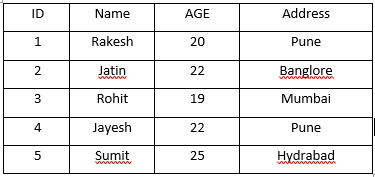 ID Name AGE Address
1 Rakesh 20 Pune
2 Jatin 22 Banglore
3 Rohit 19 Mumbai
4 Jayesh 22 Pune
5 Sumit 25 Hydrabad